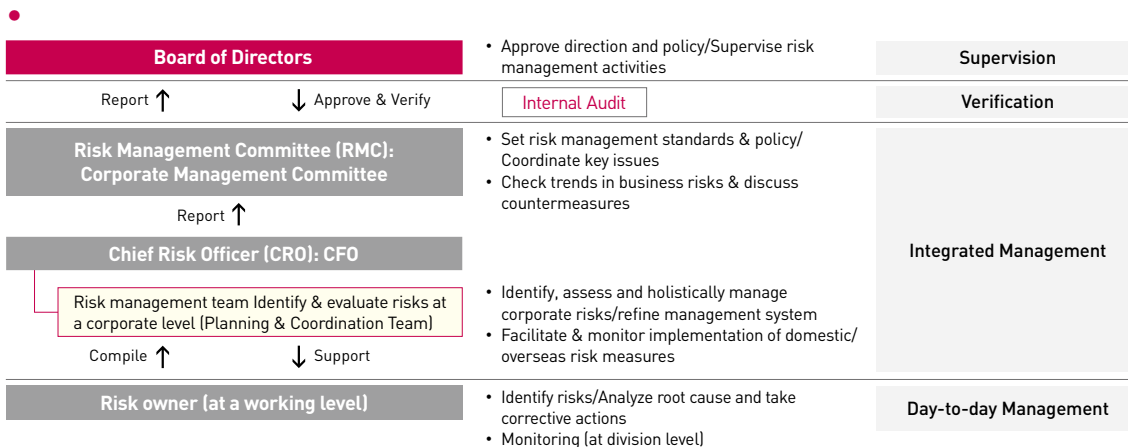 Board of Directors
• Approve direction and policy/Supervise risk
management activities
Supervision
Report ↑
↓ Approve & Verify
Internal Audit
Verification
Risk Management Committee (RMC):
Corporate Management Committee
• Set risk management standards & policy/
Coordinate key issues
• Check trends in business risks & discuss
countermeasures
Report ↑
Chief Risk Officer (CRO): CFO
Integrated Management
Risk management team Identify & evaluate risks at
a corporate level (Planning & Coordination Team)
• Identify, assess and holistically manage
corporate risks/refine management system
• Facilitate & monitor implementation of domestic/
overseas risk measures
Compile ↑
↓ Support
Risk owner (at a working level)
• Identify risks/Analyze root cause and take
corrective actions
• Monitoring (at division level)
Day-to-day Management